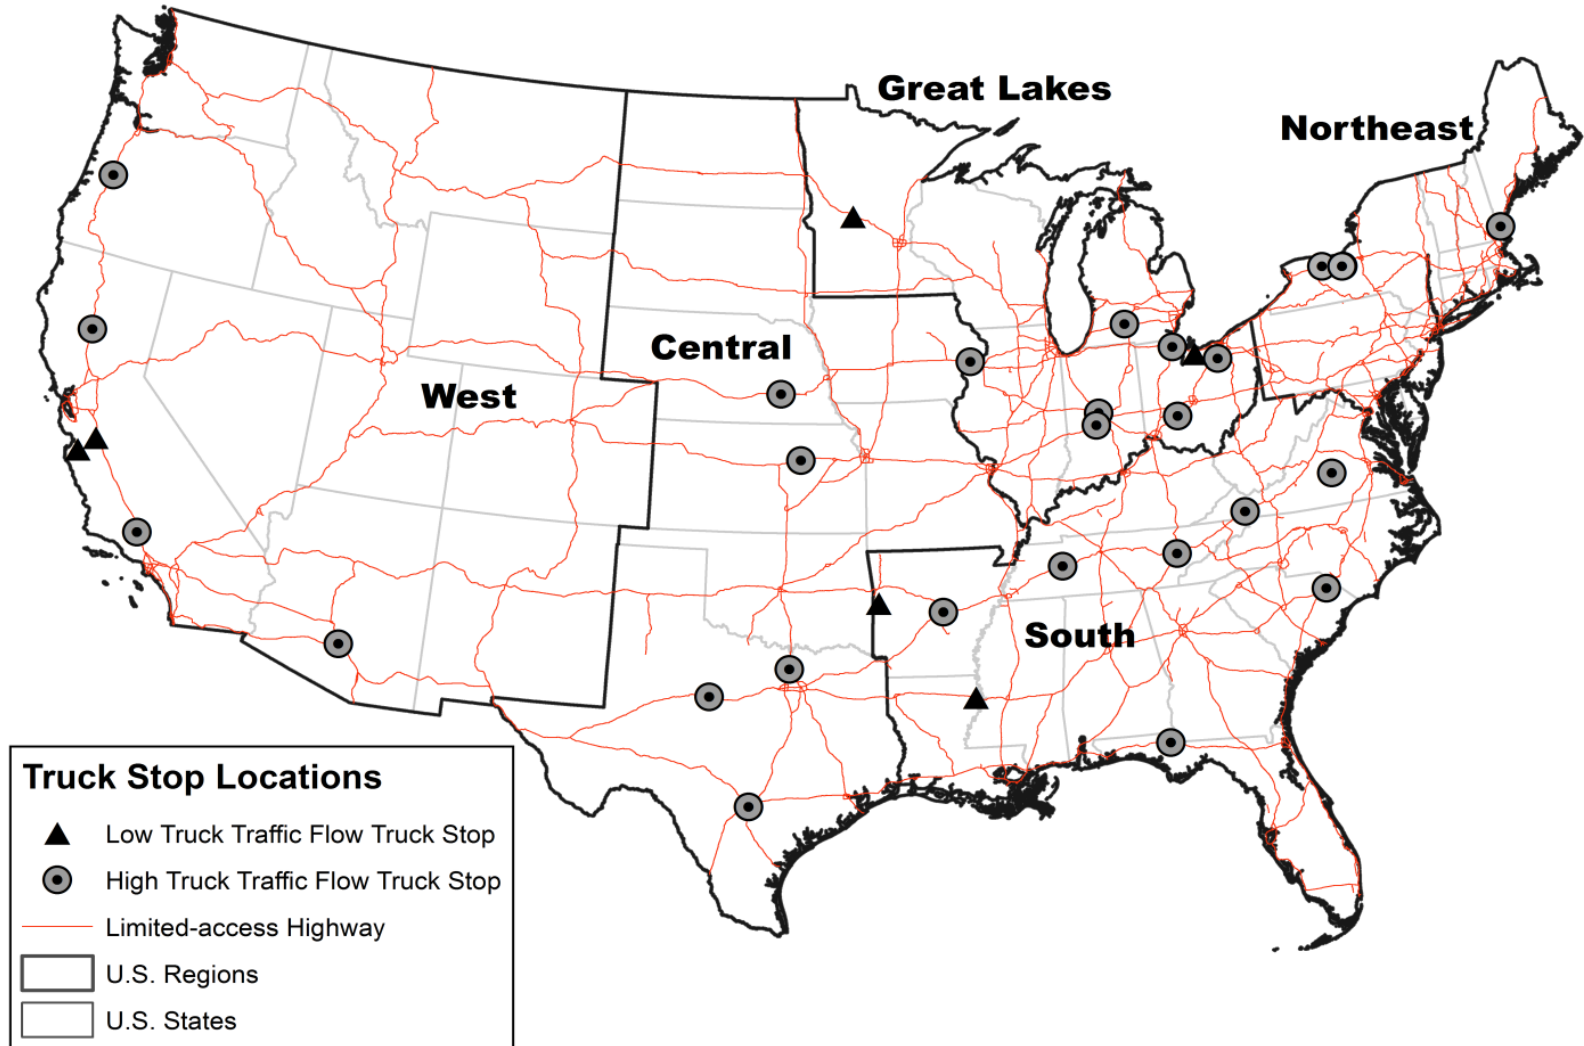 Great Lakes
Northeast
Central
West
South
Truck Stop Locations
Low Truck Traffic Flow Truck Stop
High Truck Traffic Flow Truck Stop
Limited-access Highway
U.S. Regions
U.S. States